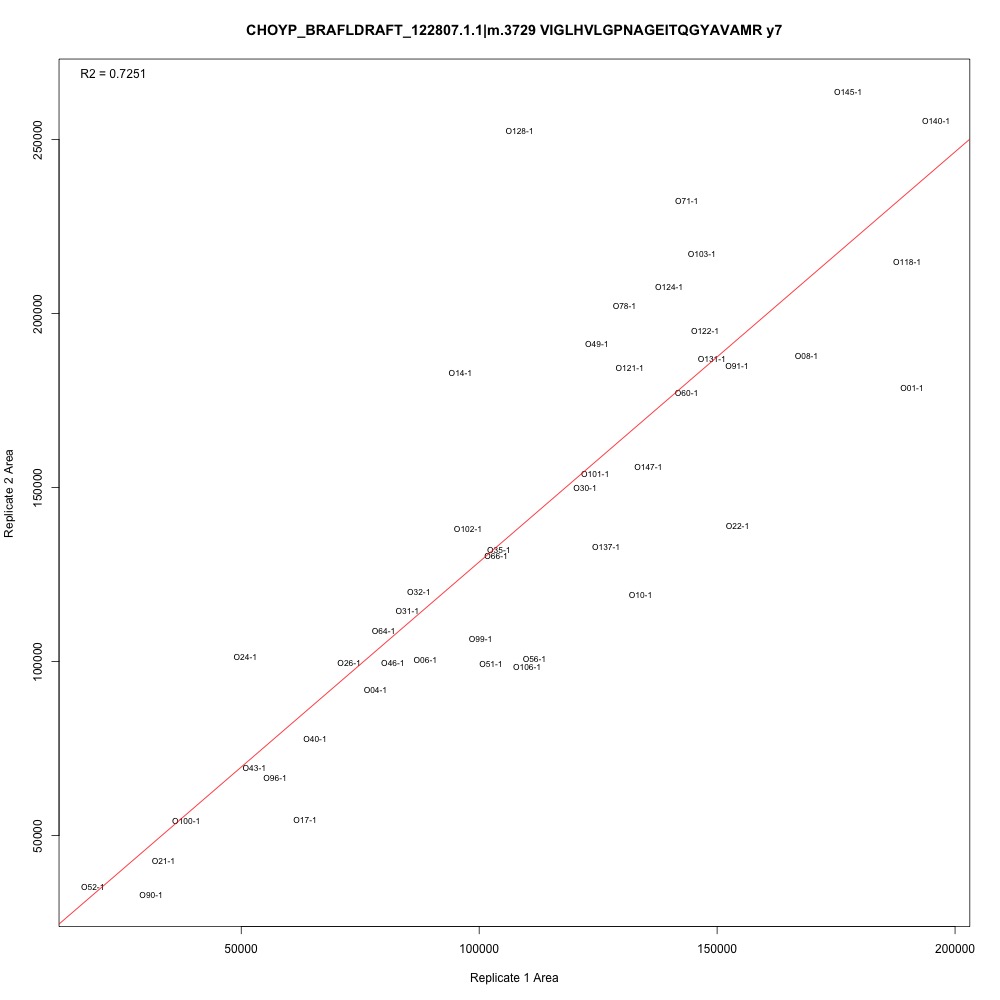 CHOYP_BRAFLDRAFT_122807.1.1|m.3729 VIGLHVLGPNAGEITQGYAVAMR y7
R2 = 0.7251
O145-1
O140-1
O128-1
O71-1
O103-1
O118-1
O124-1
O78-1
O122-1
O49-1
O131-1
O08-1
O91-1
O121-1
O14-1
O01-1
O60-1
O147-1
O101-1
O30-1
O22-1
O102-1
O137-1
O35-1
O66-1
O32-1
O10-1
O31-1
O64-1
O99-1
O24-1
O56-1
O06-1
O26-1
O46-1
O51-1
O106-1
O04-1
O40-1
O43-1
O96-1
O100-1
O17-1
O21-1
O52-1
O90-1
250000
200000
150000
100000
50000
Replicate 2 Area
50000
100000
150000
200000
Replicate 1 Area